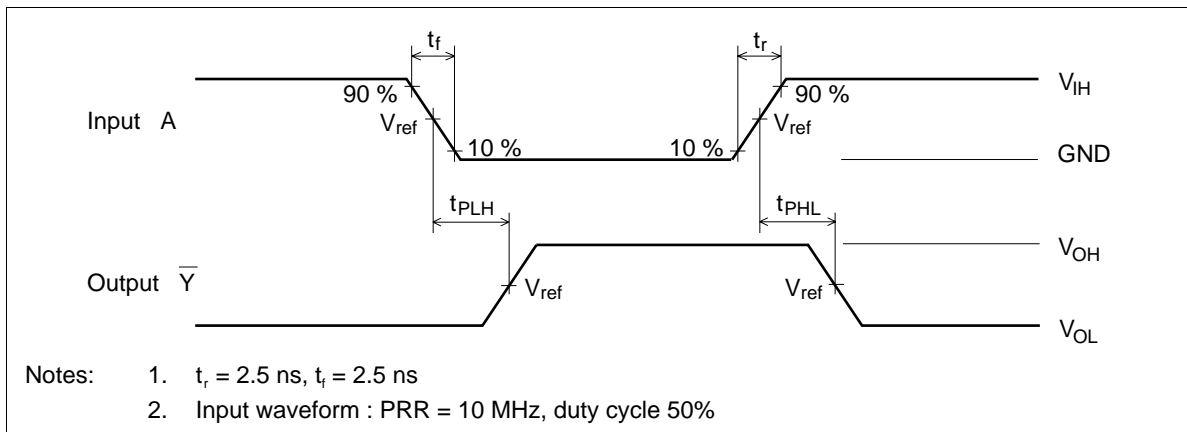 tf
tr
90 %
90 %
VIH
Input A
Vref
Vref
10 %
10 %
GND
tPLH
tPHL
VOH
Output Y̅
Vref
Vref
VOL
Notes: 1. tr = 2.5 ns, tf = 2.5 ns
2. Input waveform : PRR = 10 MHz, duty cycle 50%